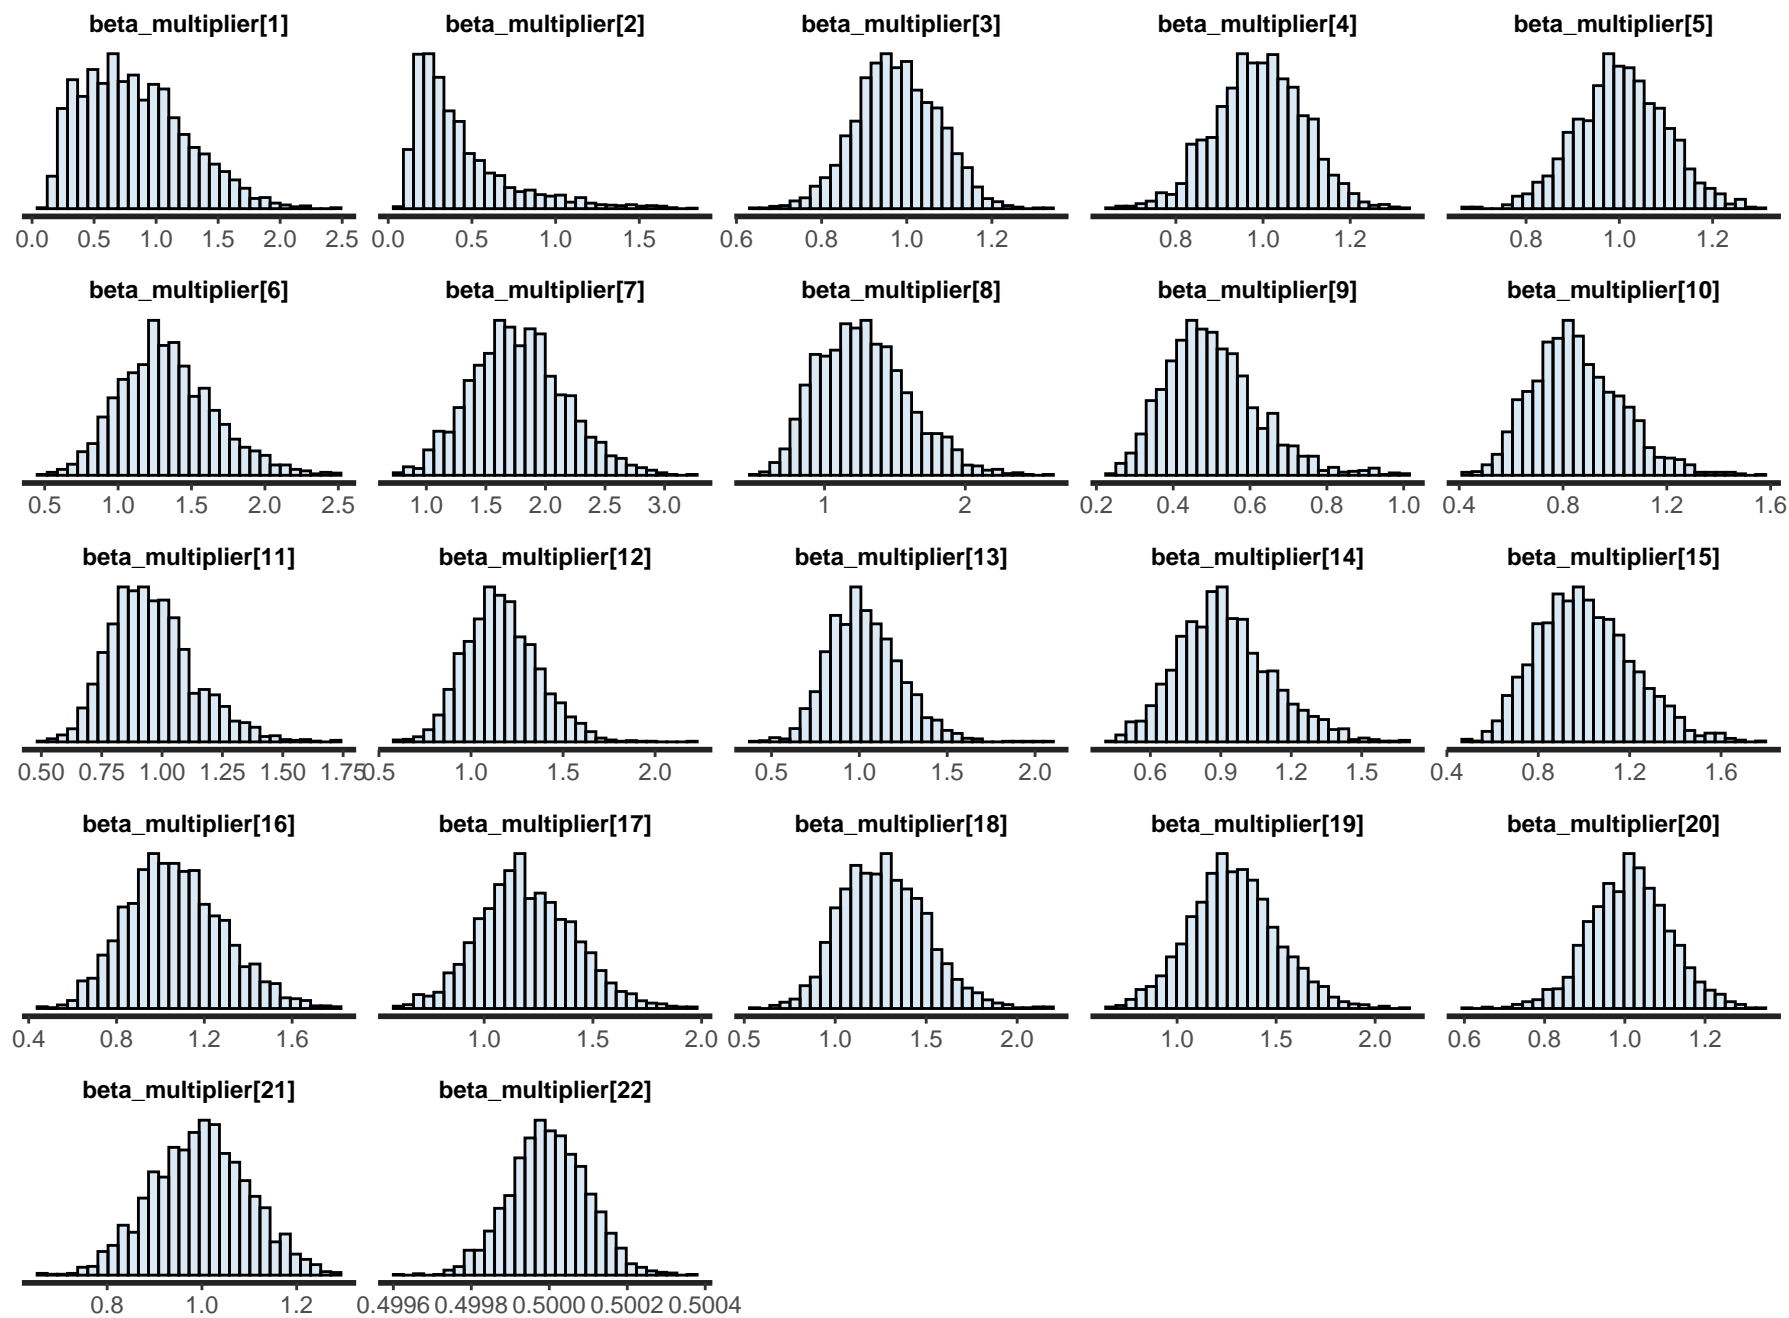 beta_multiplier[1] beta_multiplier[2] beta_multiplier[3] beta_multiplier[4] beta_multiplier[5]
0.0 0.5 1.0 1.5 2.0 2.5 0.0 0.5 1.0 1.5 0.6 0.8 1.0 1.2 0.8 1.0 1.2 0.8 1.0 1.2
beta_multiplier[6] beta_multiplier[7] beta_multiplier[8] beta_multiplier[9] beta_multiplier[10]
0.5 1.0 1.5 2.0 2.5 1.0 1.5 2.0 2.5 3.0 1 2 0.2 0.4 0.6 0.8 1.0 0.4 0.8 1.2 1.6
beta_multiplier[11] beta_multiplier[12] beta_multiplier[13] beta_multiplier[14] beta_multiplier[15]
0.50 0.75 1.00 1.25 1.50 1.75 0.5 1.0 1.5 2.0 0.5 1.0 1.5 2.0 0.6 0.9 1.2 1.5 0.4 0.8 1.2 1.6
beta_multiplier[16] beta_multiplier[17] beta_multiplier[18] beta_multiplier[19] beta_multiplier[20]
0.4 0.8 1.2 1.6 1.0 1.5 2.0 0.5 1.0 1.5 2.0 1.0 1.5 2.0 0.6 0.8 1.0 1.2
beta_multiplier[21] beta_multiplier[22]
0.8 1.0 1.2 0.4996 0.4998 0.5000 0.5002 0.5004